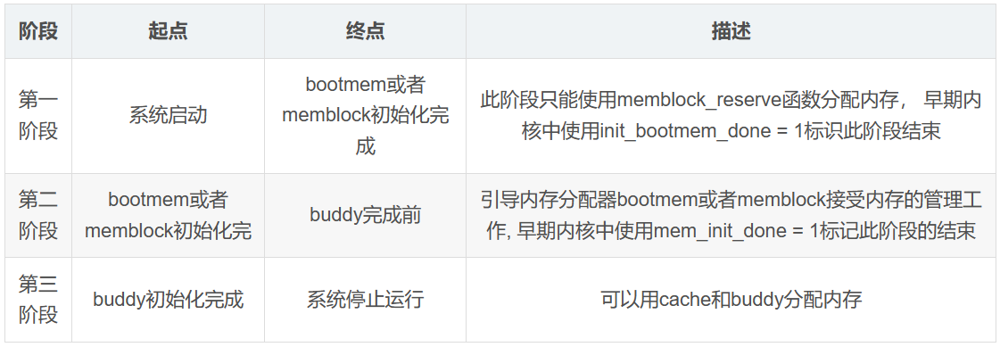 阶段 起点 终点 描述
第一
阶段
系统启动
bootmem或者
memblock初始化完
成
此阶段只能使用memblock_reserve函数分配内存， 早期内
核中使用init_bootmem_done = 1标识此阶段结束
第二
阶段
bootmem或者
memblock初始化完
buddy完成前
引导内存分配器bootmem或者memblock接受内存的管理工
作, 早期内核中使用mem_init_done = 1标记此阶段的结束
第三
阶段
buddy初始化完成
系统停止运行
可以用cache和buddy分配内存